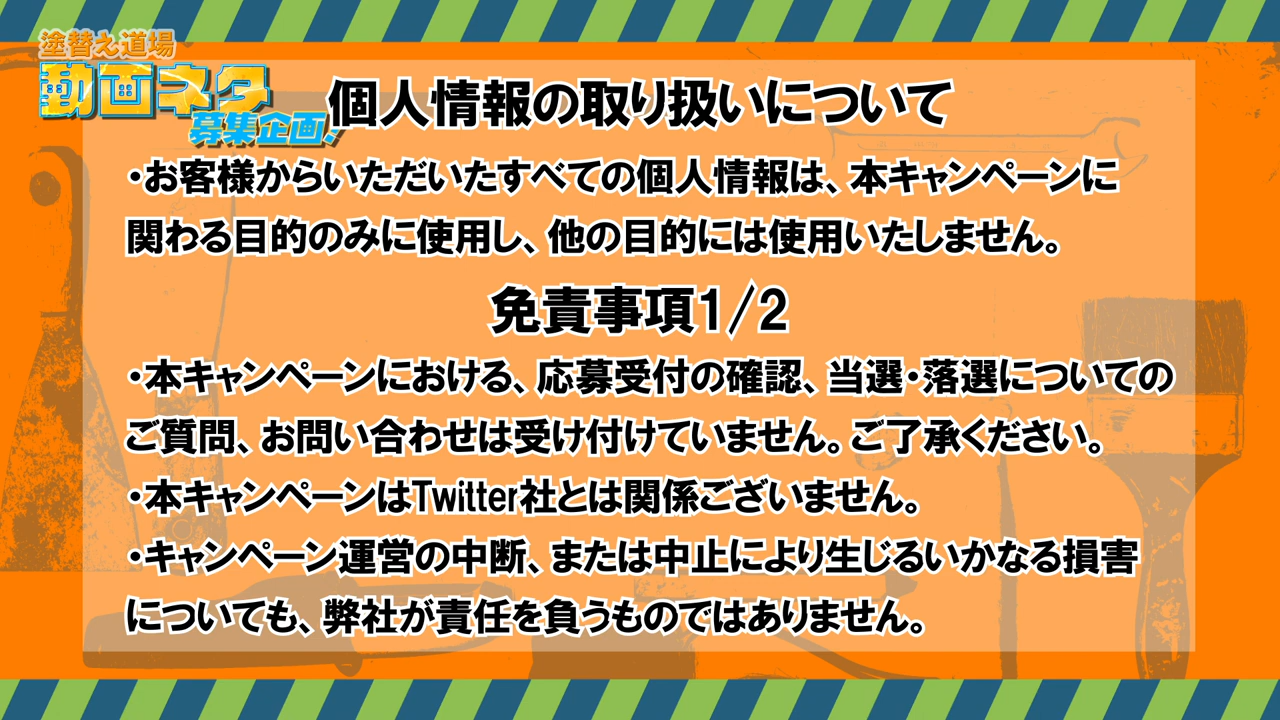 塗替え道場
動画ネタ
募集企画!
個人情報の取り扱いについて
・お客様からいただいたすべての個人情報は、本キャンペーンに
関わる目的のみに使用し、他の目的には使用いたしません。
免責事項1/2
・本キャンペーンにおける、応募受付の確認、当選・落選についての
ご質問、お問い合わせは受け付けていません。ご了承ください。
・本キャンペーンはTwitter社とは関係ございません。
・キャンペーン運営の中断、または中止により生じるいかなる損害
についても、弊社が責任を負うものではありません。